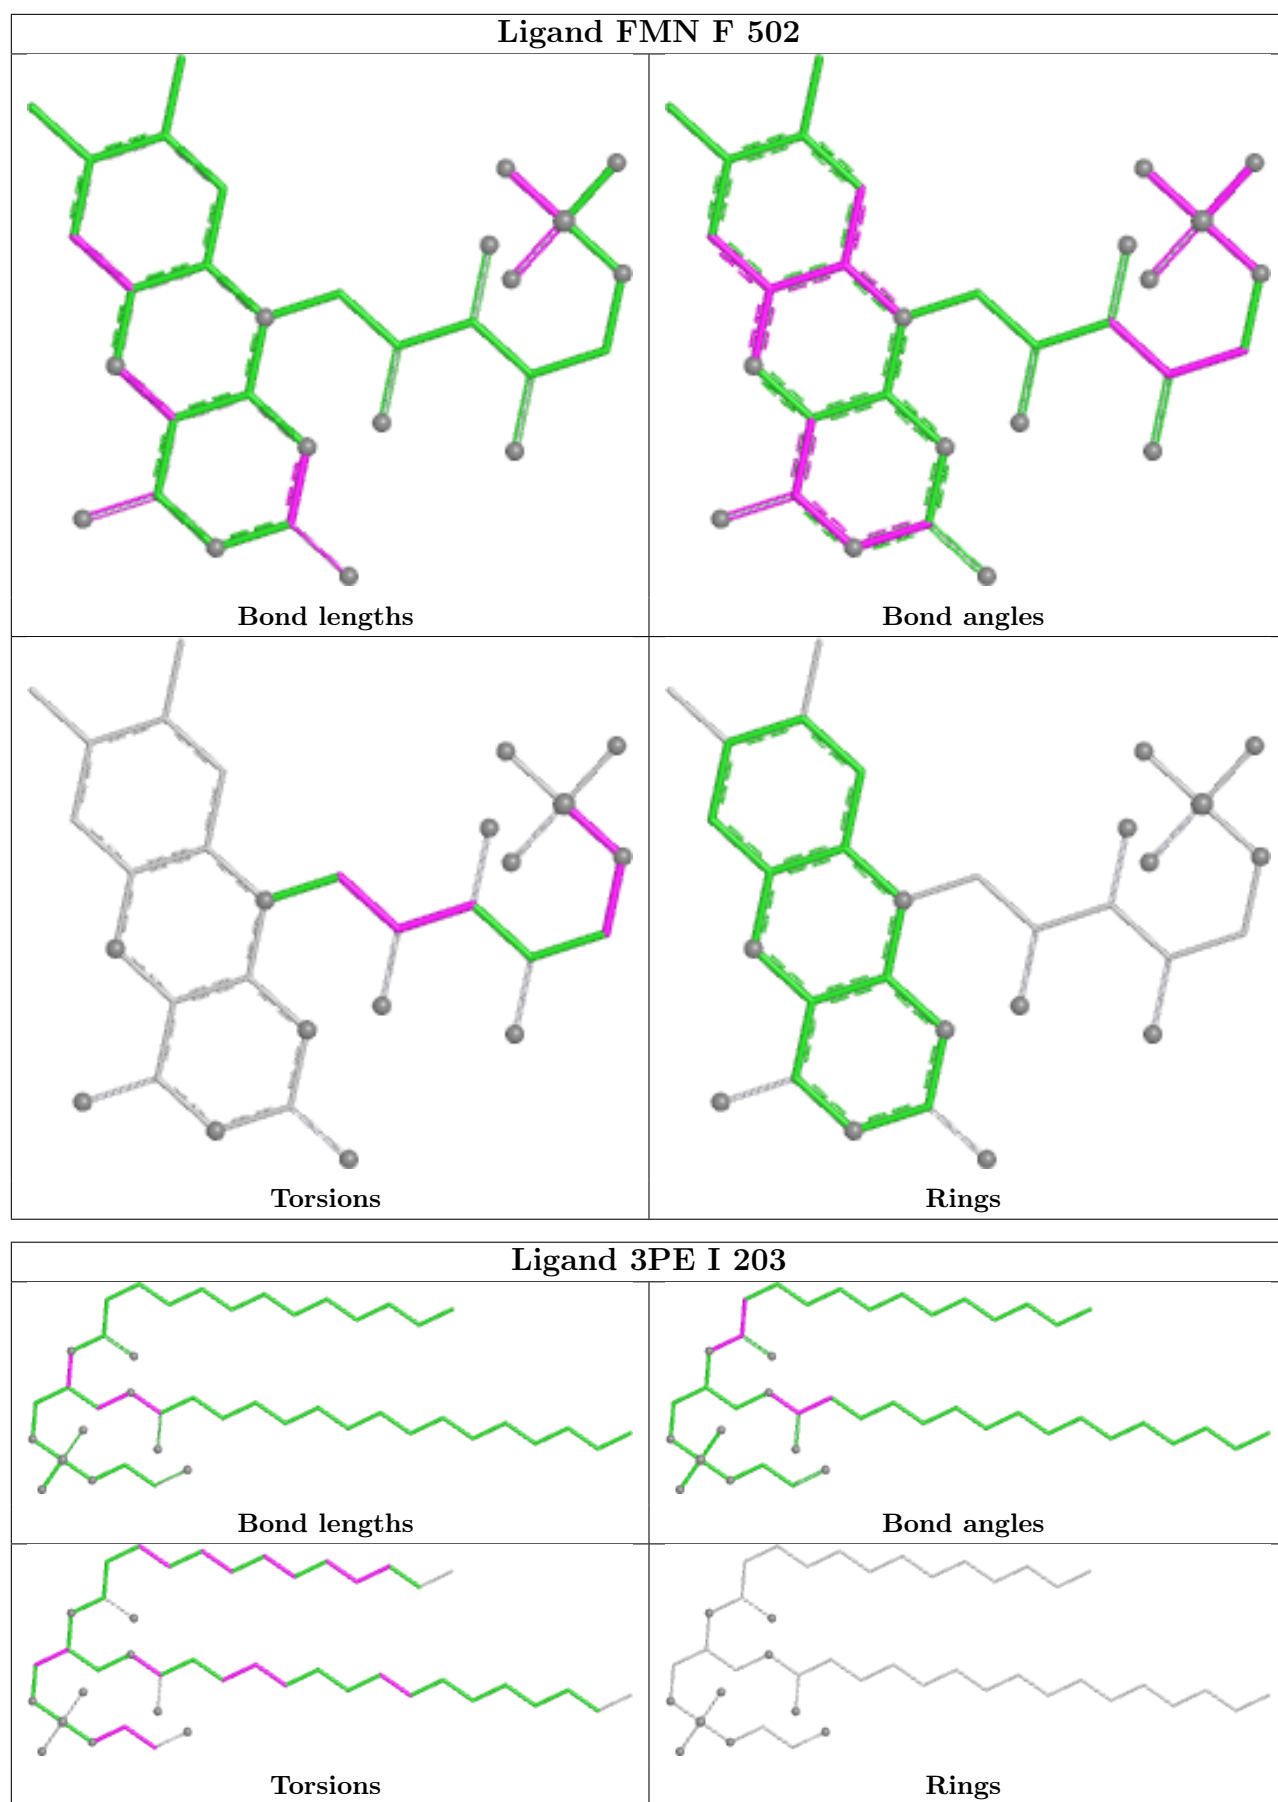 Ligand FMN F 502
Bond lengths
Bond angles
Torsions
Rings
Ligand 3PE I 203
Bond lengths
Bond angles
Torsions
Rings